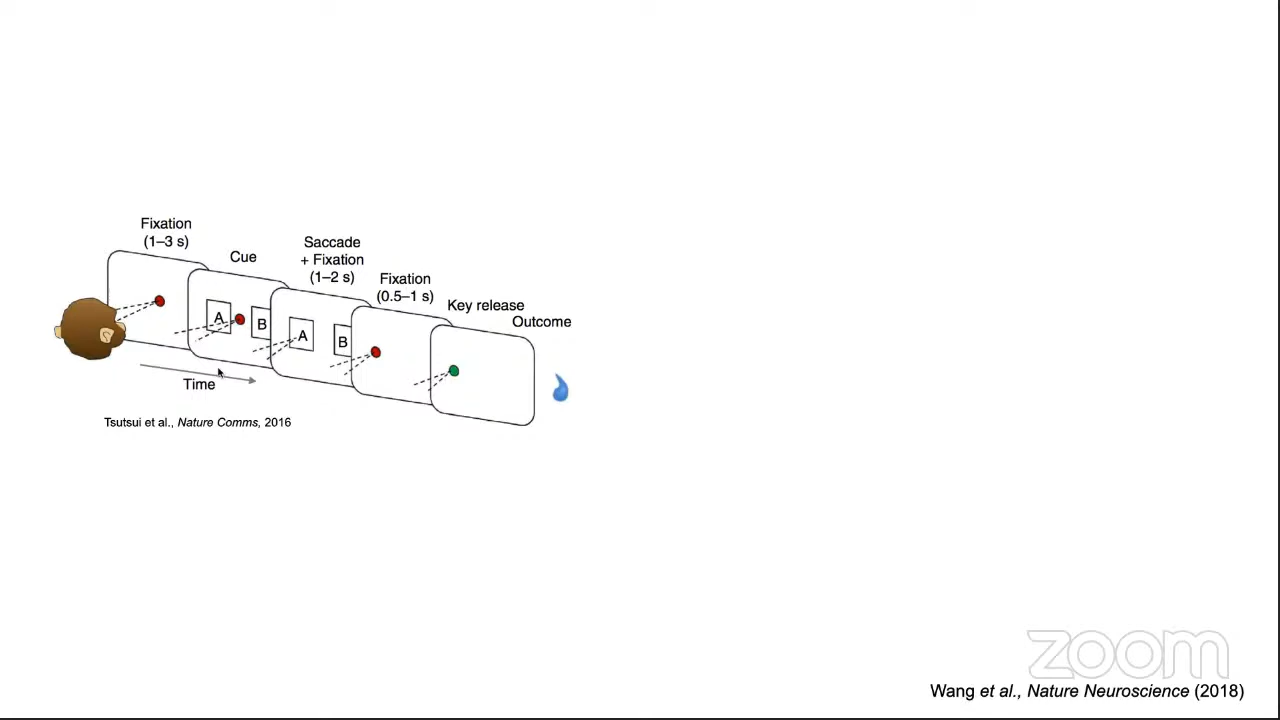 Fixation
(1–3 s)
Cue
Saccade
+ Fixation
(1–2 s)
Fixation
(0.5–1 s)
Key release
Outcome
A
B
A
B
Time
Tsutsui et al., Nature Comms, 2016
zoom
Wang et al., Nature Neuroscience (2018)